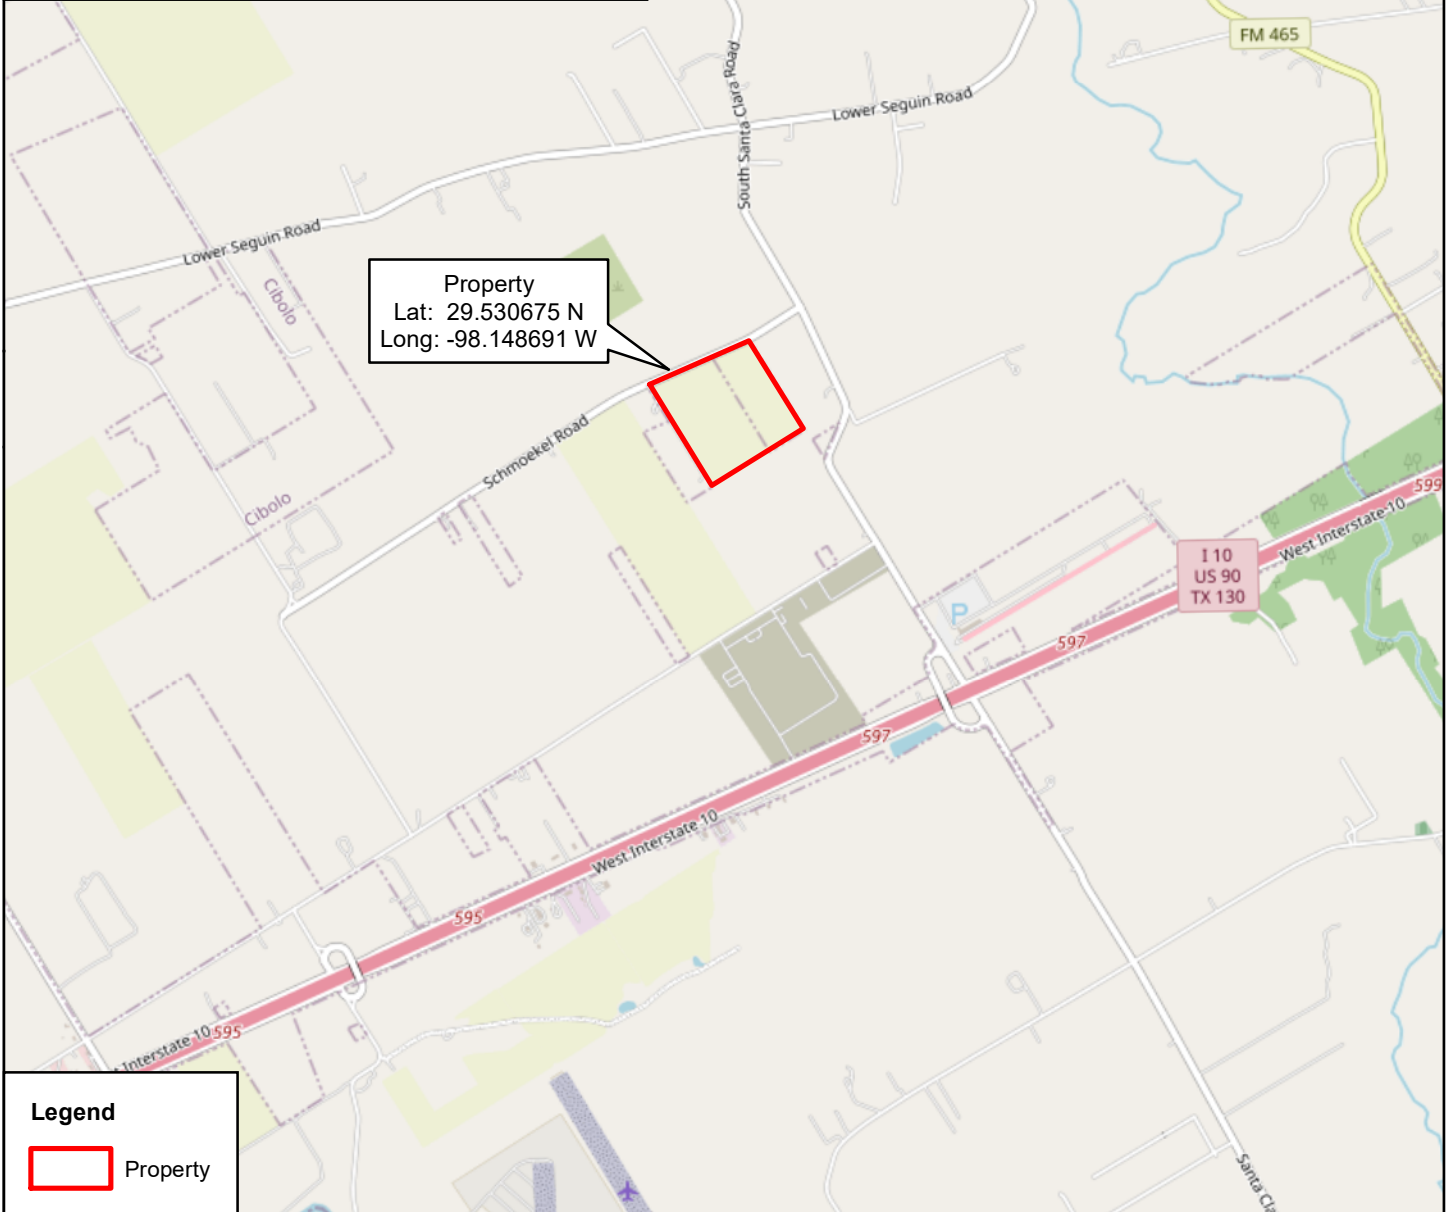 FM 465
South Santa Clara Road
Lower Seguin Road
Lower Seguin Road
Cibolo
Property
Lat: 29.530675 N
Long: -98.148691 W
Schmoekel Road
Cibolo
599
West Interstate 10
I 10
US 90
TX 130
P
597
597
West Interstate 10
595
595
Interstate 10
Legend
Property
Santa Cla